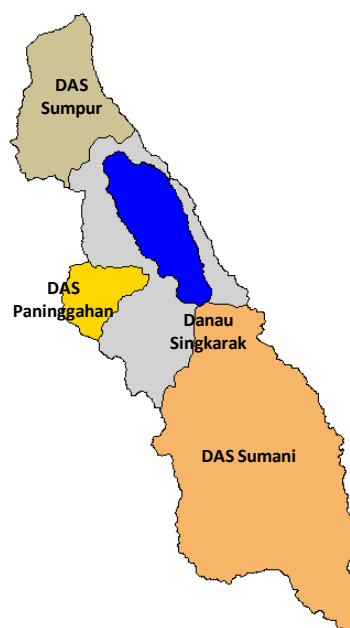 DAS
Sumpur
DAS
Paninggahan
Danau
Singkarak
DAS Sumani